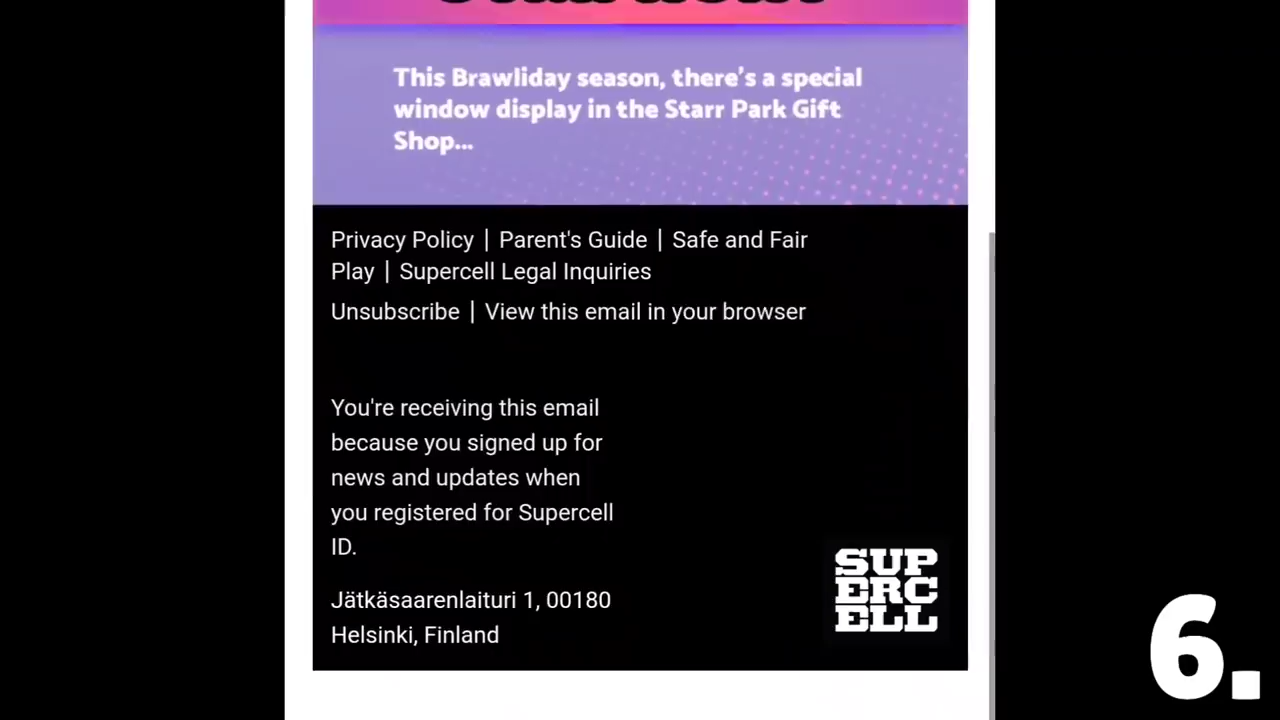 This Brawliday season, there's a special
window display in the Starr Park Gift
Shop...
Privacy Policy | Parent's Guide | Safe and Fair
Play | Supercell Legal Inquiries
Unsubscribe | View this email in your browser
You're receiving this email
because you signed up for
news and updates when
you registered for Supercell
ID.
Jätkäsaarenlaituri 1, 00180
Helsinki, Finland
SUP
ERC
ELL
6.